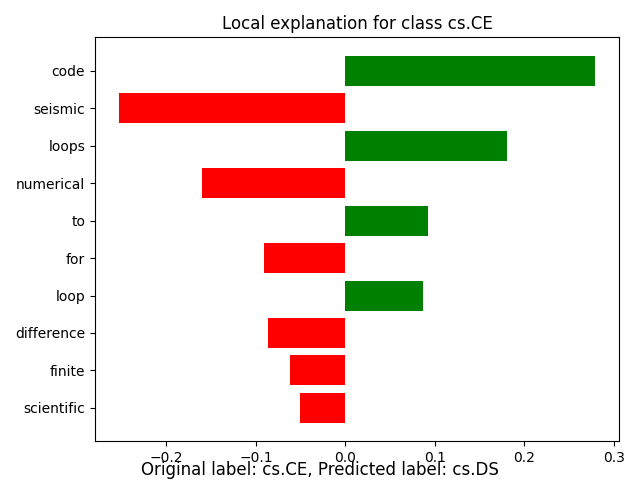 Local explanation for class cs.CE
code
seismic
loops
numerical
to
for
loop
difference
finite
scientific
−0.2 −0.1 0.0 0.1 0.2 0.3
Original label: cs.CE, Predicted label: cs.DS